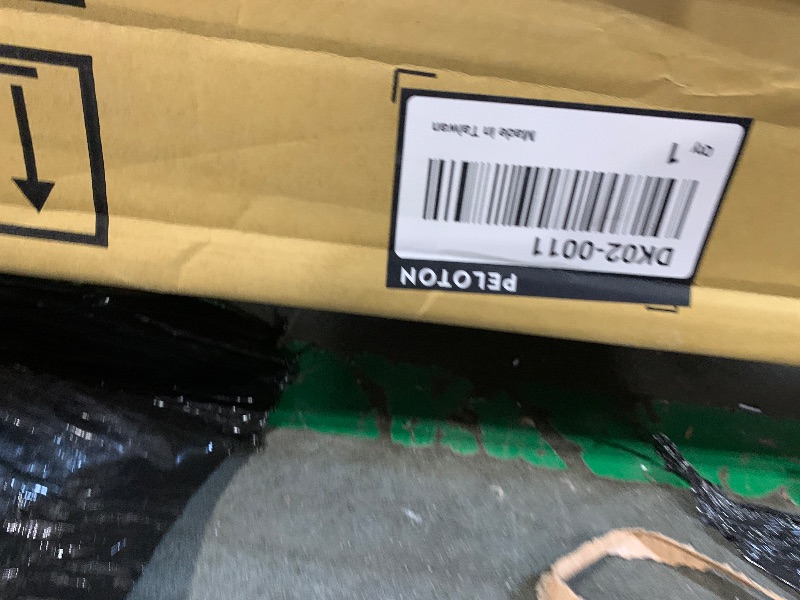 PELOTON
DK02-0011
Qty
1
Made in Taiwan